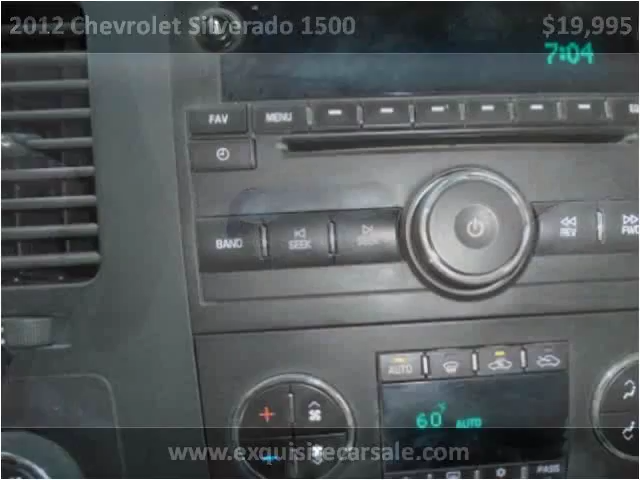 2012 Chevrolet Silverado 1500 $19,995
7:04
FAV MENU
BAND SEEK SEEK REV FWD
AUTO
60°F AUTO
PASS
www.exquisitecarsale.com